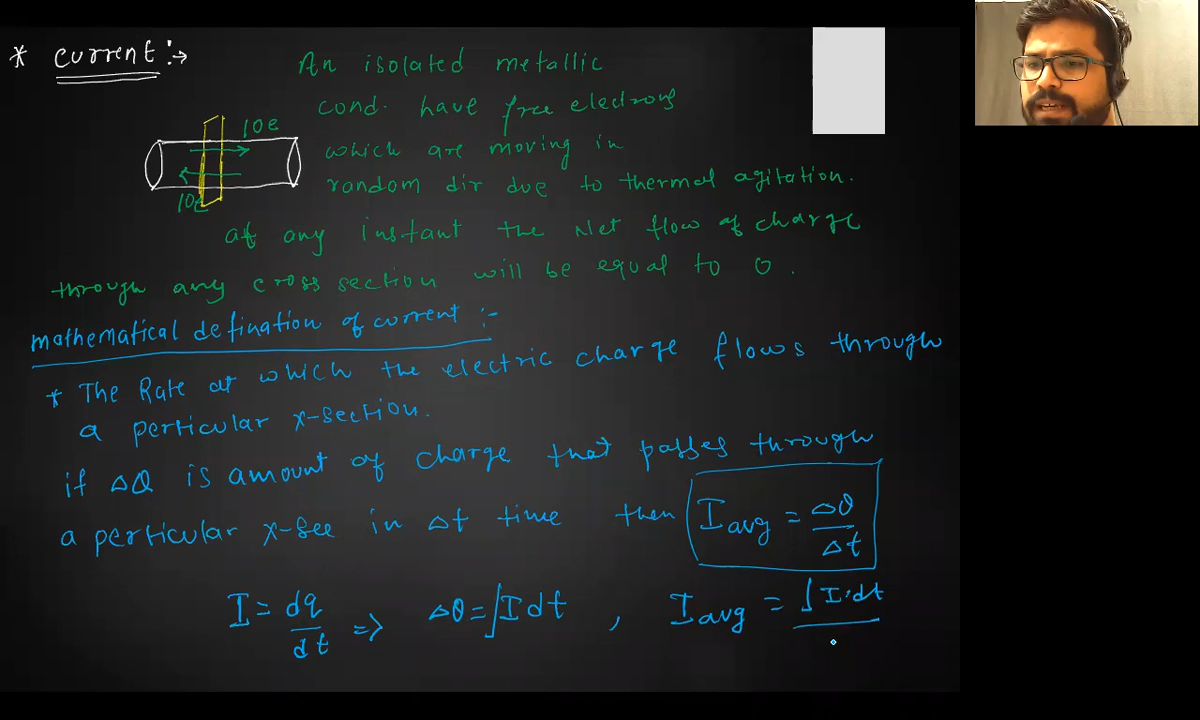 * Current :→
An isolated metallic
cond. have free electrons
10e
which are moving in
random dir due to thermal agitation.
10e
at any instant the Net flow of charge
through any cross section will be equal to 0.
mathematical defination of current :-
* The Rate at which the electric charge flows through
a perticular x-section.
if ΔQ is amount of charge that passes through
a perticular x-sec in Δt time then I avg = ΔQ/Δt
I = dq/dt => ΔQ = ∫I dt , I avg = ∫I·dt